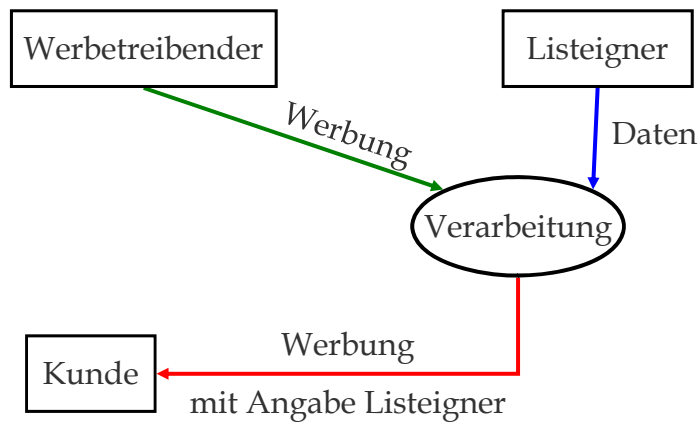 Werbetreibender
Listeigner
Werbung
Daten
Verarbeitung
Werbung
Kunde
mit Angabe Listeigner